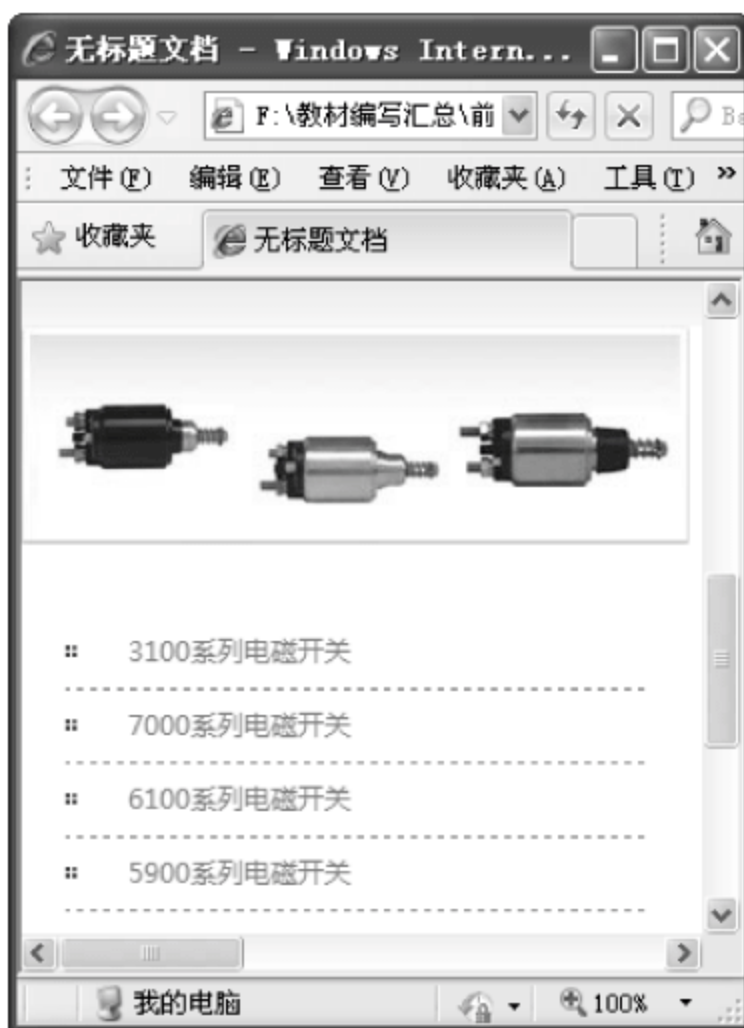 无标题文档 - Windows Intern...
F:\教材编写汇总\前
Ba
文件(F) 编辑(E) 查看(V) 收藏夹(A) 工具(T) »
收藏夹 无标题文档
3100系列电磁开关
7000系列电磁开关
6100系列电磁开关
5900系列电磁开关
我的电脑 100%